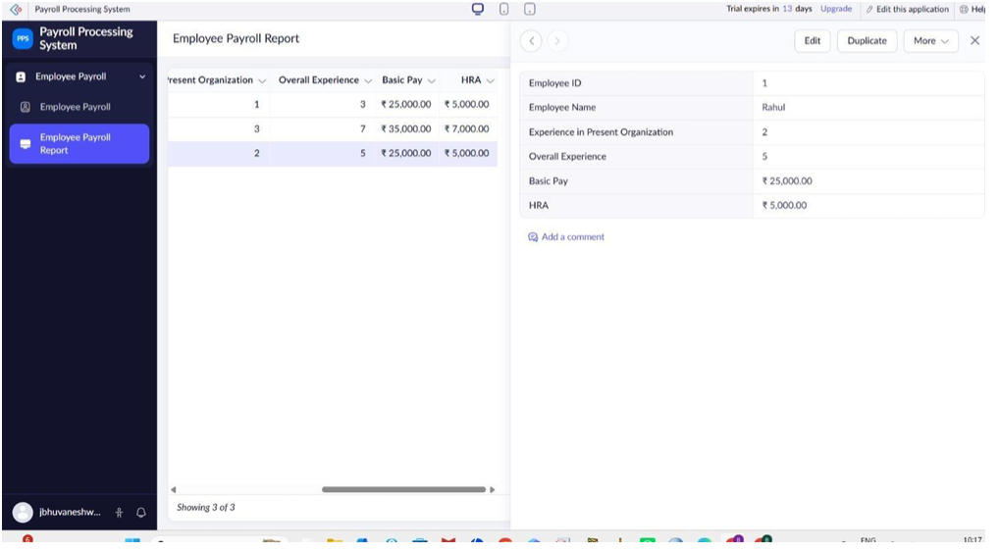 Payroll Processing System
Trial expires in 13 days Upgrade Edit this application
PPS Payroll Processing System
Employee Payroll
Employee Payroll
Employee Payroll Report
jbhuvaneshw...
Employee Payroll Report
resent Organization Overall Experience Basic Pay HRA
1 3 ₹ 25,000.00 ₹ 5,000.00
3 7 ₹ 35,000.00 ₹ 7,000.00
2 5 ₹ 25,000.00 ₹ 5,000.00
Showing 3 of 3
Edit Duplicate More
Employee ID 1
Employee Name Rahul
Experience in Present Organization 2
Overall Experience 5
Basic Pay ₹ 25,000.00
HRA ₹ 5,000.00
Add a comment
6
ENG
10:17